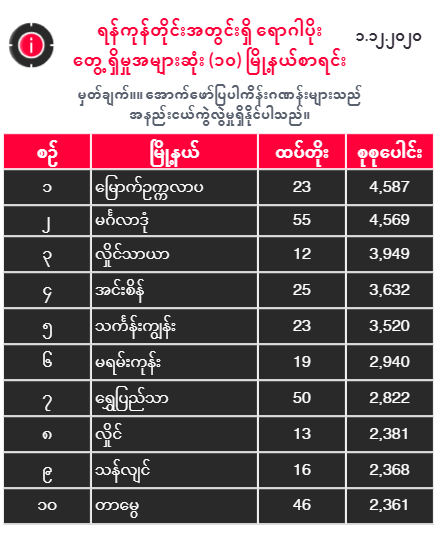 ရန်ကုန်တိုင်းအတွင်းရှိ ရောဂါပိုး
၁.၁၂.၂၀၂၀
တွေ့ ရှိမှုအများဆုံး (၁၀) မြို့နယ်စာရင်း
မှတ်ချက်။။ အောက်ဖော်ပြပါကိန်းဂဏန်းများသည်
အနည်းငယ်ကွဲလွဲမှုရှိနိုင်ပါသည်။
စဉ် မြို့နယ် ထပ်တိုး စုစုပေါင်း
၁ မြောက်ဥက္ကလာပ 23 4,587
၂ မင်္ဂလာဒုံ 55 4,569
၃ လှိုင်သာယာ 12 3,949
၄ အင်းစိန် 25 3,632
၅ သင်္ကန်းကျွန်း 23 3,520
၆ မရမ်းကုန်း 19 2,940
၇ ရွှေပြည်သာ 50 2,822
၈ လှိုင် 13 2,381
၉ သန်လျင် 16 2,368
၁၀ တာမွေ 46 2,361